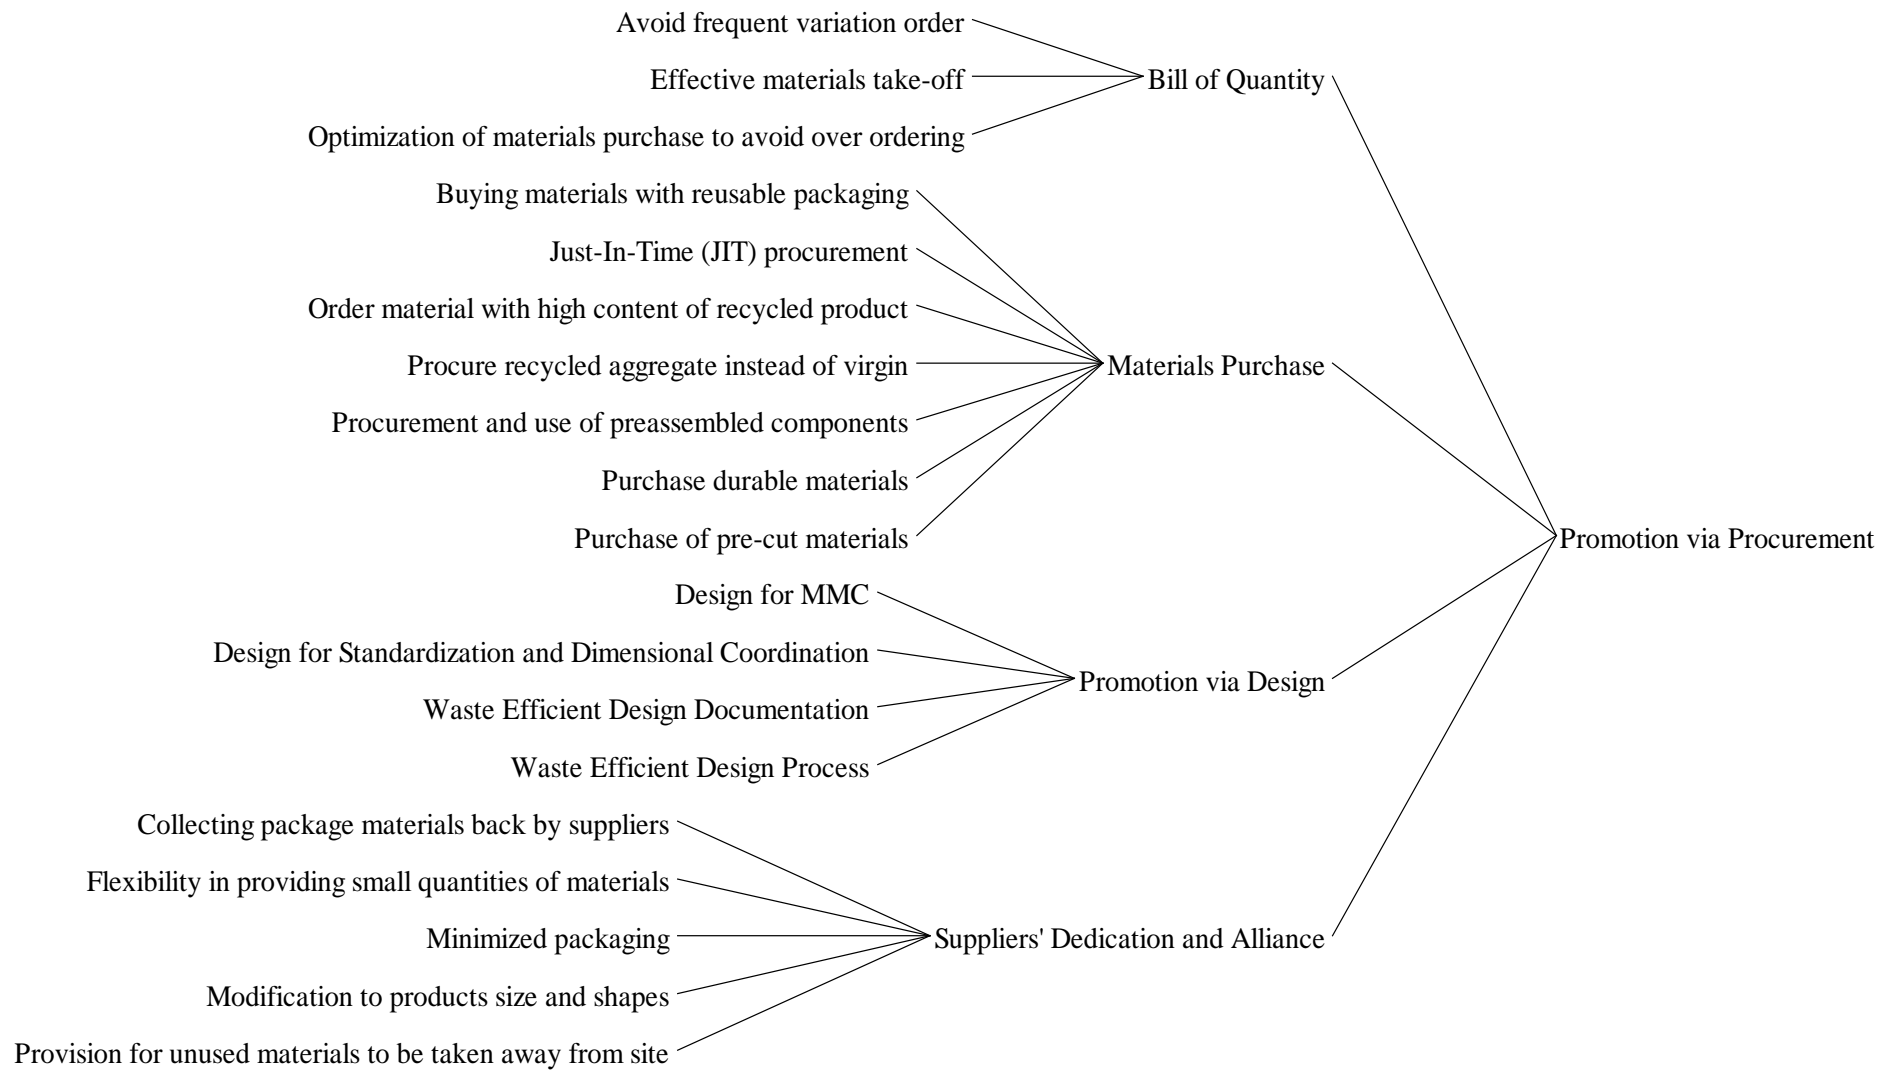 Avoid frequent variation order
Effective materials take-off
Bill of Quantity
Optimization of materials purchase to avoid over ordering
Buying materials with reusable packaging
Just-In-Time (JIT) procurement
Order material with high content of recycled product
Procure recycled aggregate instead of virgin
Materials Purchase
Procurement and use of preassembled components
Purchase durable materials
Purchase of pre-cut materials
Promotion via Procurement
Design for MMC
Design for Standardization and Dimensional Coordination
Promotion via Design
Waste Efficient Design Documentation
Waste Efficient Design Process
Collecting package materials back by suppliers
Flexibility in providing small quantities of materials
Minimized packaging
Suppliers' Dedication and Alliance
Modification to products size and shapes
Provision for unused materials to be taken away from site